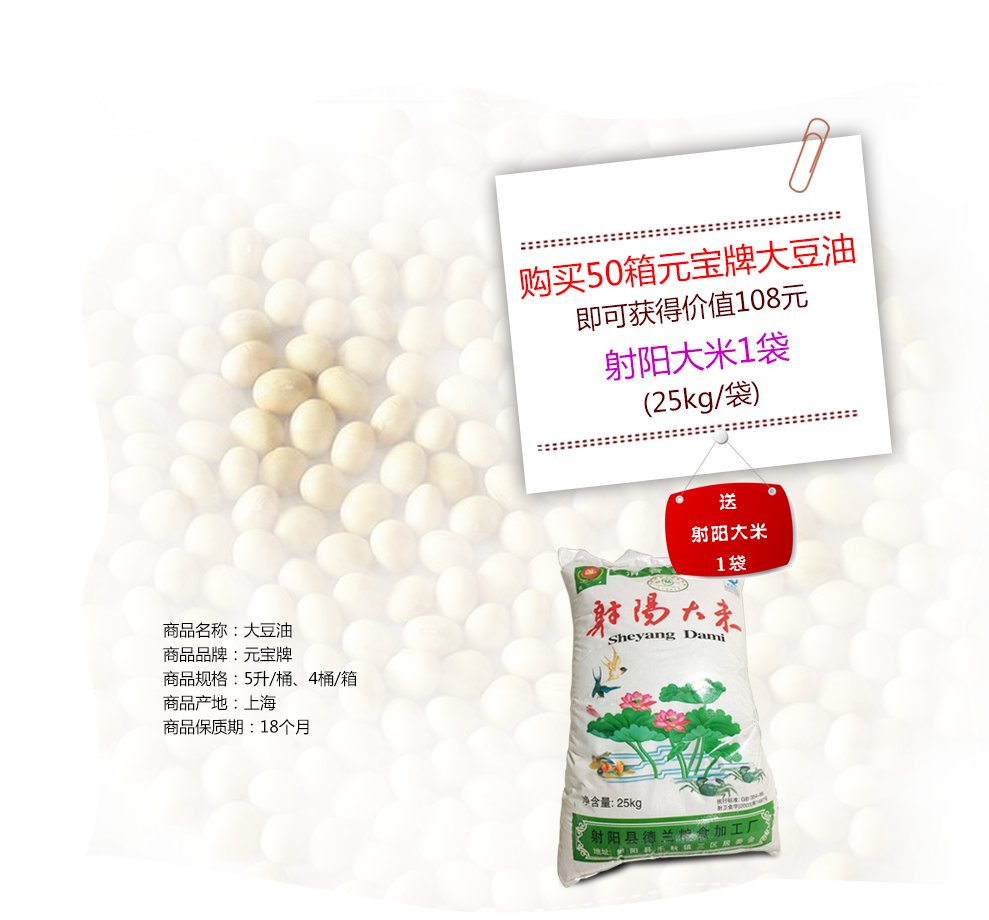 购买50箱元宝牌大豆油
即可获得价值108元
射阳大米1袋
(25kg/袋)
送
射阳大米
1袋
射陽大米
Sheyang Dami
商品名称：大豆油
商品品牌：元宝牌
商品规格：5升/桶、4桶/箱
商品产地：上海
商品保质期：18个月
净含量: 25kg
射阳县德兰粮食加工厂